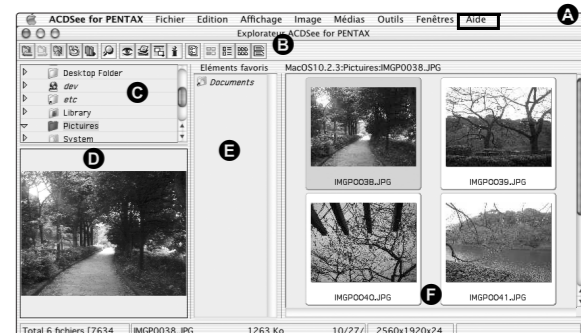 ACDSee for PENTAX Fichier Edition Affichage Image Médias Outils Fenêtres Aide
A
Explorateur ACDSee for PENTAX
B
Eléments favoris
MacOS10.2.3:Pictuires:IMGP0038.JPG
Desktop Folder
dev
etc
Library
Pictuires
System
C
Documents
D
E
IMGP0038.JPG
IMGP0039.JPG
IMGP0040.JPG
IMGP0041.JPG
F
Total 6 fichiers [7634 IMGP0038.JPG 1263 Ko 10/27/ 2560x1920x24